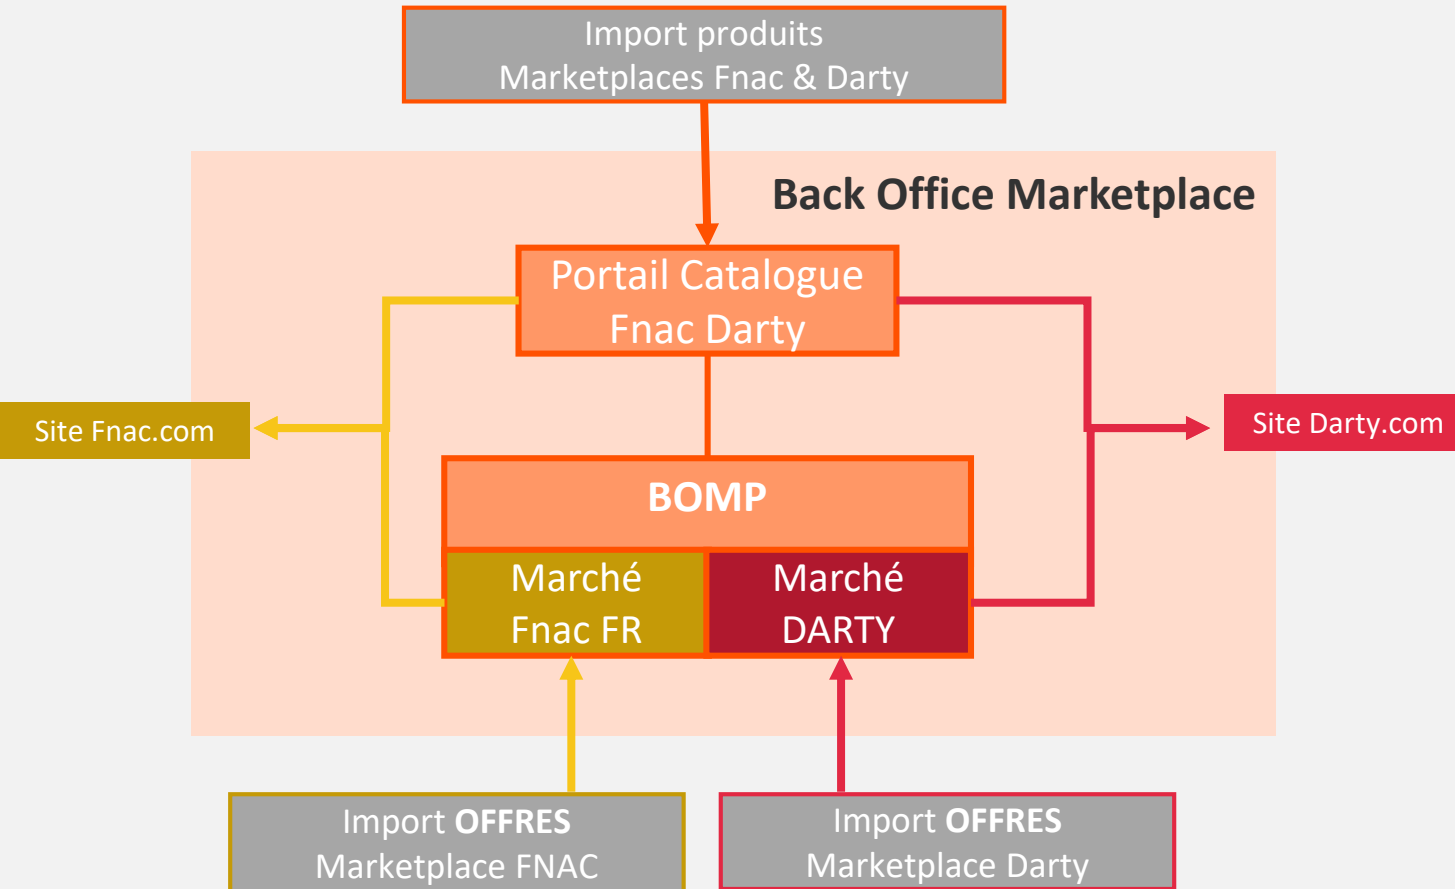 Import produits
Marketplaces Fnac & Darty
Back Office Marketplace
Portail Catalogue
Fnac Darty
Site Fnac.com
Site Darty.com
BOMP
Marché
Fnac FR
Marché
DARTY
Import OFFRES
Marketplace FNAC
Import OFFRES
Marketplace Darty